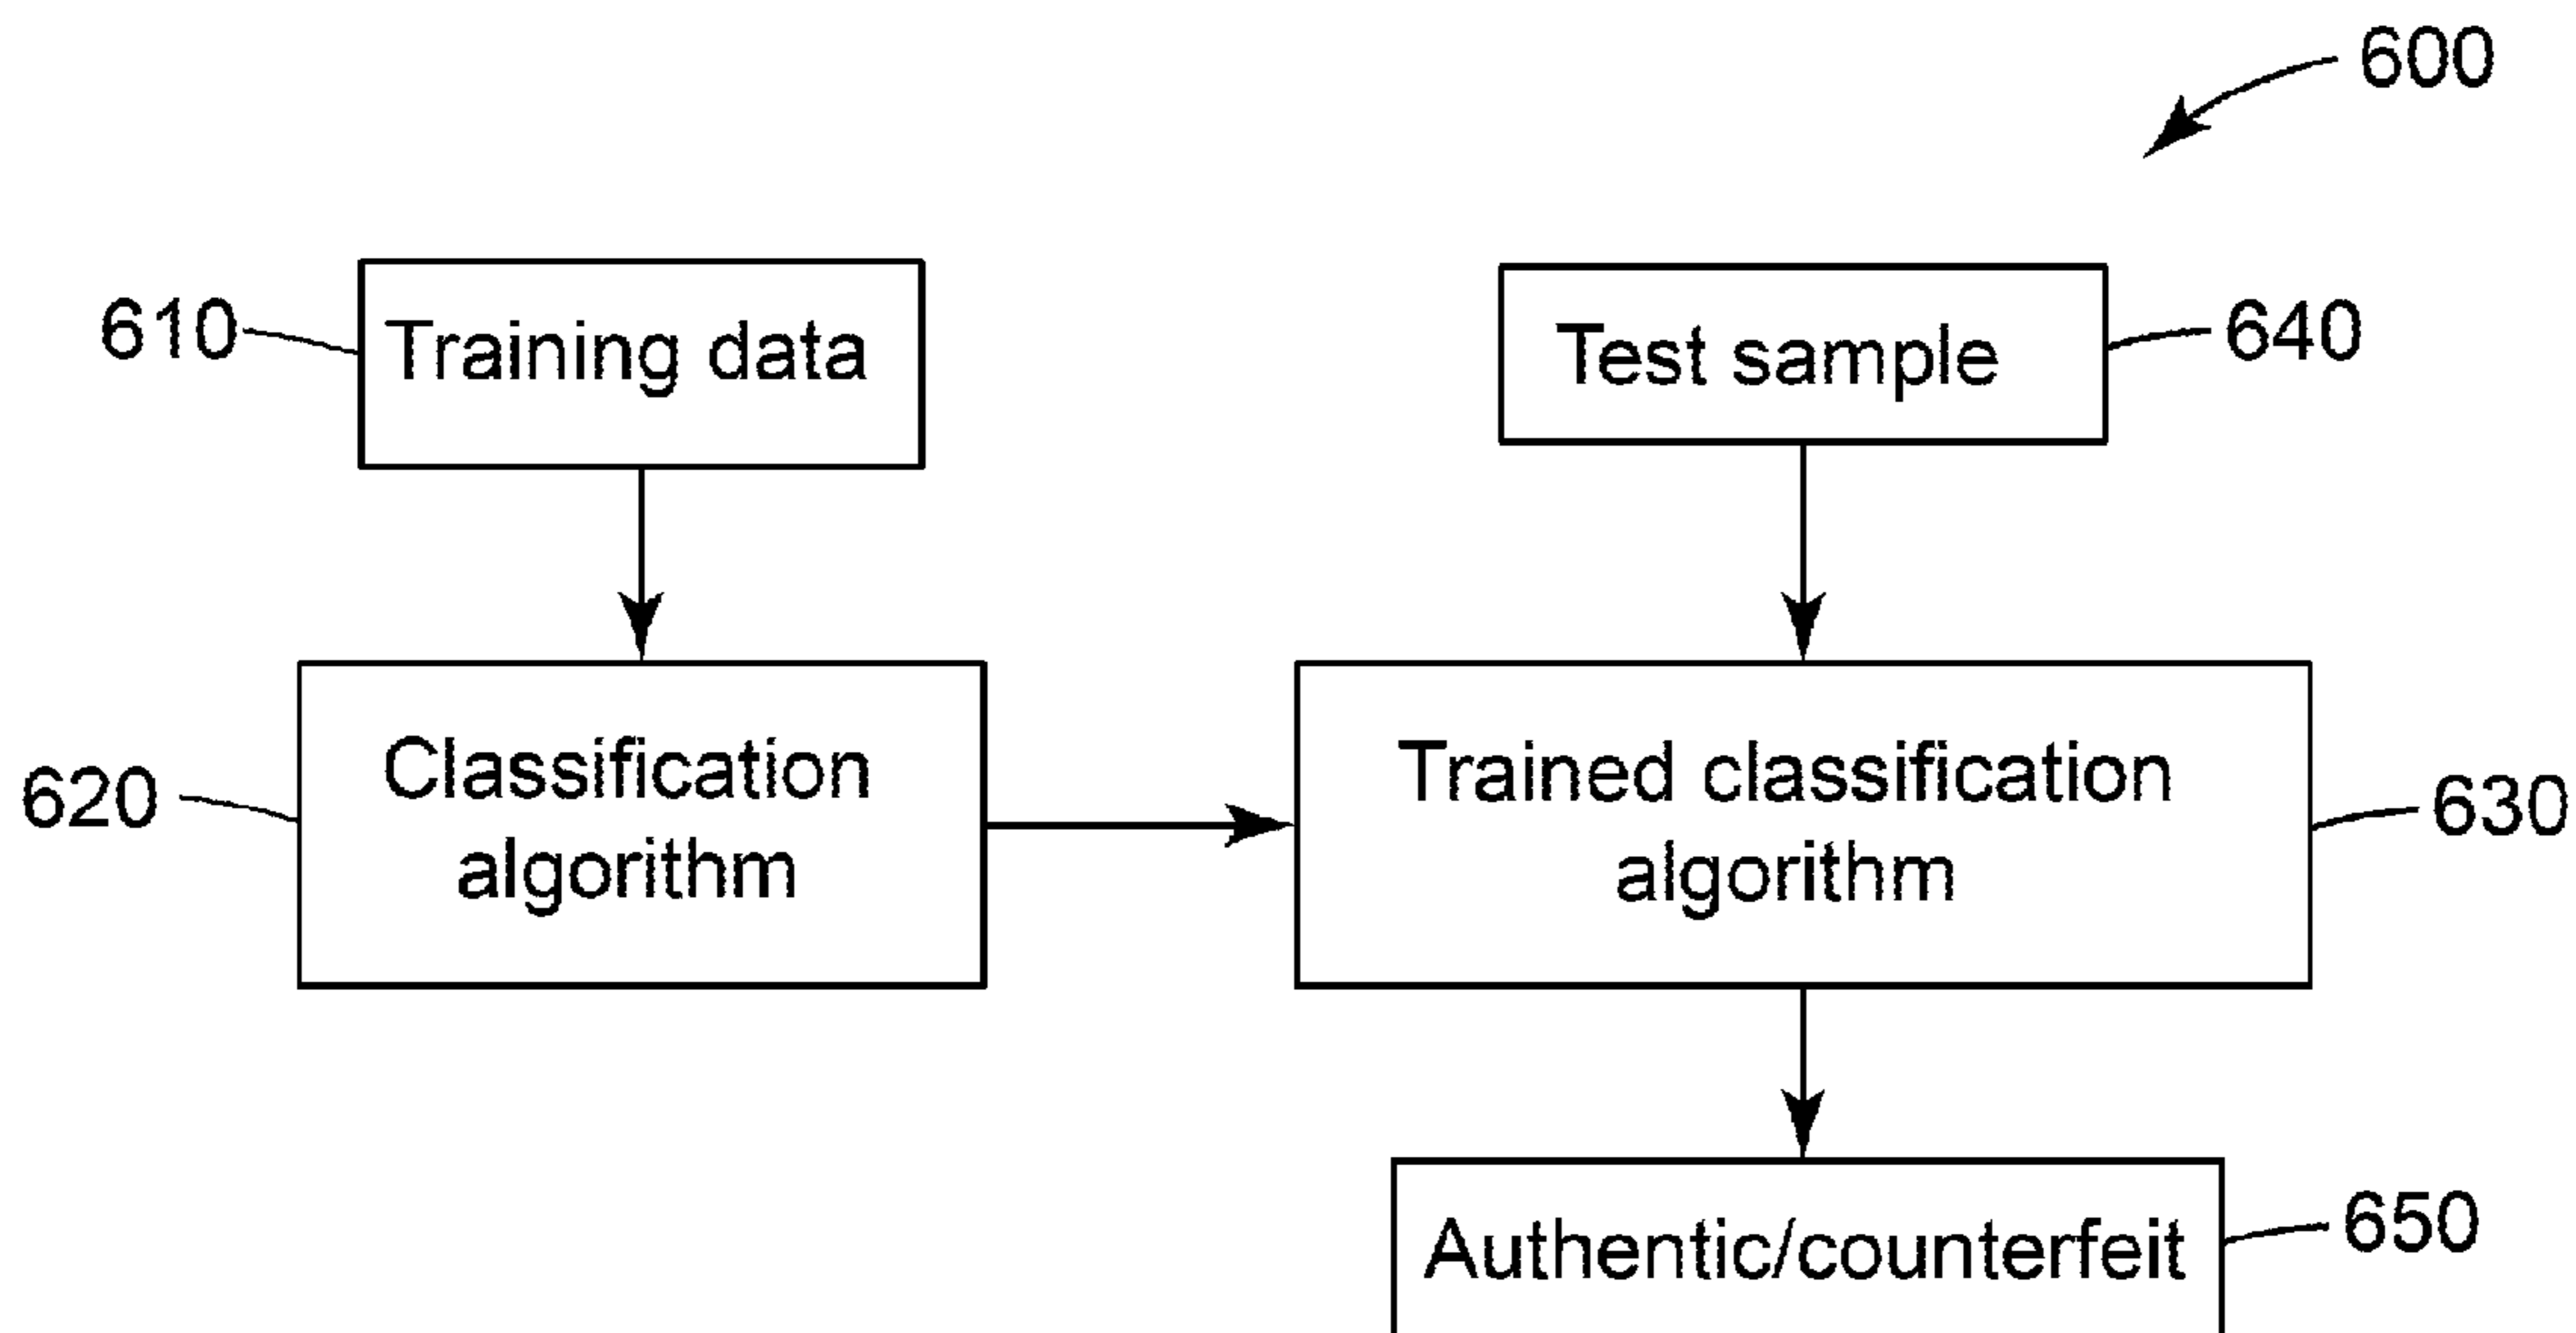 600
610
Training data
Test sample
640
620
Classification
algorithm
Trained classification
algorithm
630
Authentic/counterfeit
650